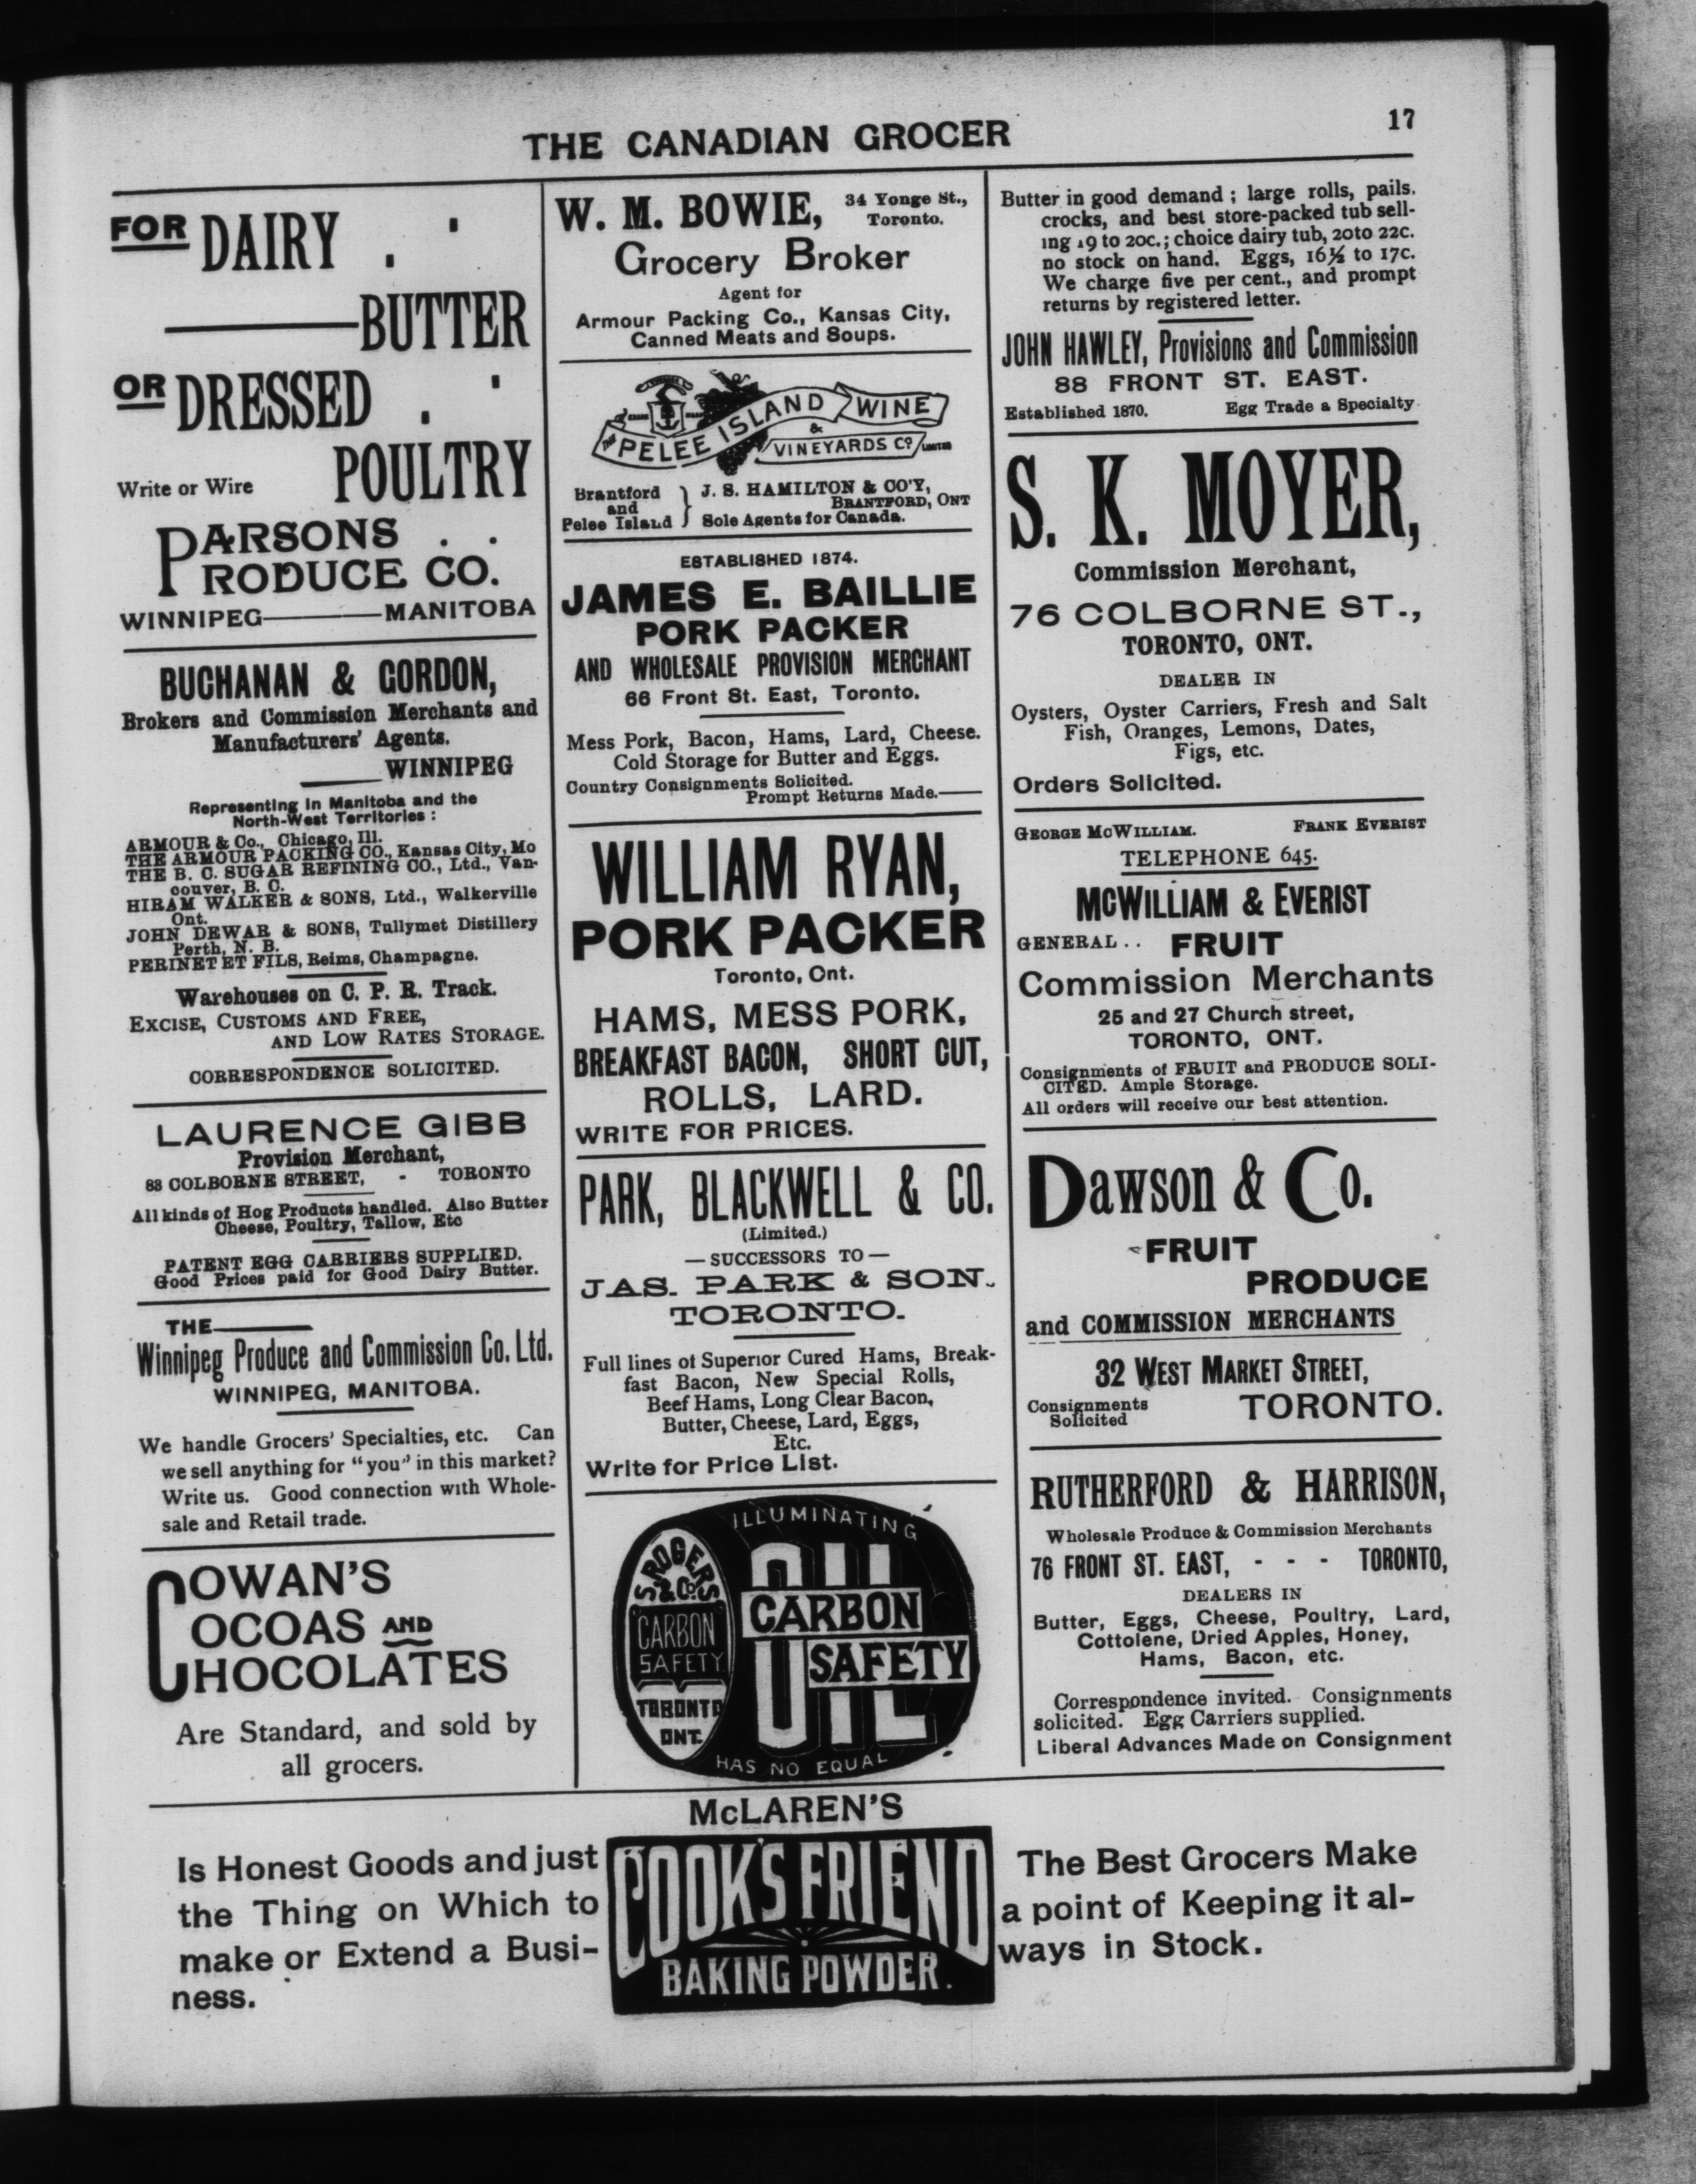 THE CANADIAN GROCER
17
FOR DAIRY
BUTTER
OR DRESSED
POULTRY
Write or Wire
PARSONS . .
PRODUCE CO.
WINNIPEG——MANITOBA
BUCHANAN & GORDON,
Brokers and Commission Merchants and
Manufacturers' Agents.
WINNIPEG
Representing in Manitoba and the
North-West Territories :
ARMOUR & Co., Chicago, Ill.
THE ARMOUR PACKING CO., Kansas City, Mo
THE B. C. SUGAR REFINING CO., Ltd., Van-
couver, B. C.
HIRAM WALKER & SONS, Ltd., Walkerville
Ont.
JOHN DEWAR & SONS, Tullymet Distillery
Perth, N. B.
PERINET ET FILS, Reims, Champagne.
Warehouses on C. P. R. Track.
EXCISE, CUSTOMS AND FREE,
AND LOW RATES STORAGE.
CORRESPONDENCE SOLICITED.
LAURENCE GIBB
Provision Merchant,
83 COLBORNE STREET, - TORONTO
All kinds of Hog Products handled. Also Butter
Cheese, Poultry, Tallow, Etc
PATENT EGG CARRIERS SUPPLIED.
Good Prices paid for Good Dairy Butter.
THE——
Winnipeg Produce and Commission Co. Ltd.
WINNIPEG, MANITOBA.
We handle Grocers' Specialties, etc. Can
we sell anything for "you" in this market?
Write us. Good connection with Whole-
sale and Retail trade.
COWAN'S
COCOAS AND
CHOCOLATES
Are Standard, and sold by
all grocers.
W. M. BOWIE, 34 Yonge St.,
Toronto.
Grocery Broker
Agent for
Armour Packing Co., Kansas City,
Canned Meats and Soups.
THE PELEE ISLAND WINE
&
VINEYARDS CO LIMITED
Brantford
and
Pelee Island
J. S. HAMILTON & CO'Y,
BRANTFORD, ONT
Sole Agents for Canada.
ESTABLISHED 1874.
JAMES E. BAILLIE
PORK PACKER
AND WHOLESALE PROVISION MERCHANT
66 Front St. East, Toronto.
Mess Pork, Bacon, Hams, Lard, Cheese.
Cold Storage for Butter and Eggs.
Country Consignments Solicited.
Prompt Returns Made.——
WILLIAM RYAN,
PORK PACKER
Toronto, Ont.
HAMS, MESS PORK,
BREAKFAST BACON, SHORT CUT,
ROLLS, LARD.
WRITE FOR PRICES.
PARK, BLACKWELL & CO.
(Limited.)
— SUCCESSORS TO —
JAS. PARK & SON.
TORONTO.
Full lines of Superior Cured Hams, Break-
fast Bacon, New Special Rolls,
Beef Hams, Long Clear Bacon,
Butter, Cheese, Lard, Eggs,
Etc.
Write for Price List.
ILLUMINATING
OIL
CARBON
SAFETY
OIL
HAS NO EQUAL
S. ROGERS
& CO.'S
CARBON
SAFETY
TORONTO
ONT.
Butter in good demand ; large rolls, pails.
crocks, and best store-packed tub sell-
ing 19 to 20c.; choice dairy tub, 20to 22c.
no stock on hand. Eggs, 16½ to 17c.
We charge five per cent., and prompt
returns by registered letter.
JOHN HAWLEY, Provisions and Commission
88 FRONT ST. EAST.
Established 1870. Egg Trade a Specialty
S. K. MOYER,
Commission Merchant,
76 COLBORNE ST.,
TORONTO, ONT.
DEALER IN
Oysters, Oyster Carriers, Fresh and Salt
Fish, Oranges, Lemons, Dates,
Figs, etc.
Orders Solicited.
GEORGE MCWILLIAM. FRANK EVERIST
TELEPHONE 645.
MCWILLIAM & EVERIST
GENERAL . . FRUIT
Commission Merchants
25 and 27 Church street,
TORONTO, ONT.
Consignments of FRUIT and PRODUCE SOLI-
CITED. Ample Storage.
All orders will receive our best attention.
DAWSON & CO.
FRUIT
PRODUCE
and COMMISSION MERCHANTS
32 WEST MARKET STREET,
Consignments
Solicited
TORONTO.
RUTHERFORD & HARRISON,
Wholesale Produce & Commission Merchants
76 FRONT ST. EAST, - - - TORONTO,
DEALERS IN
Butter, Eggs, Cheese, Poultry, Lard,
Cottolene, Dried Apples, Honey,
Hams, Bacon, etc.
Correspondence invited. Consignments
solicited. Egg Carriers supplied.
Liberal Advances Made on Consignment
McLAREN'S
Is Honest Goods and just
the Thing on Which to
make or Extend a Busi-
ness.
COOK'S FRIEND
BAKING POWDER.
The Best Grocers Make
a point of Keeping it al-
ways in Stock.